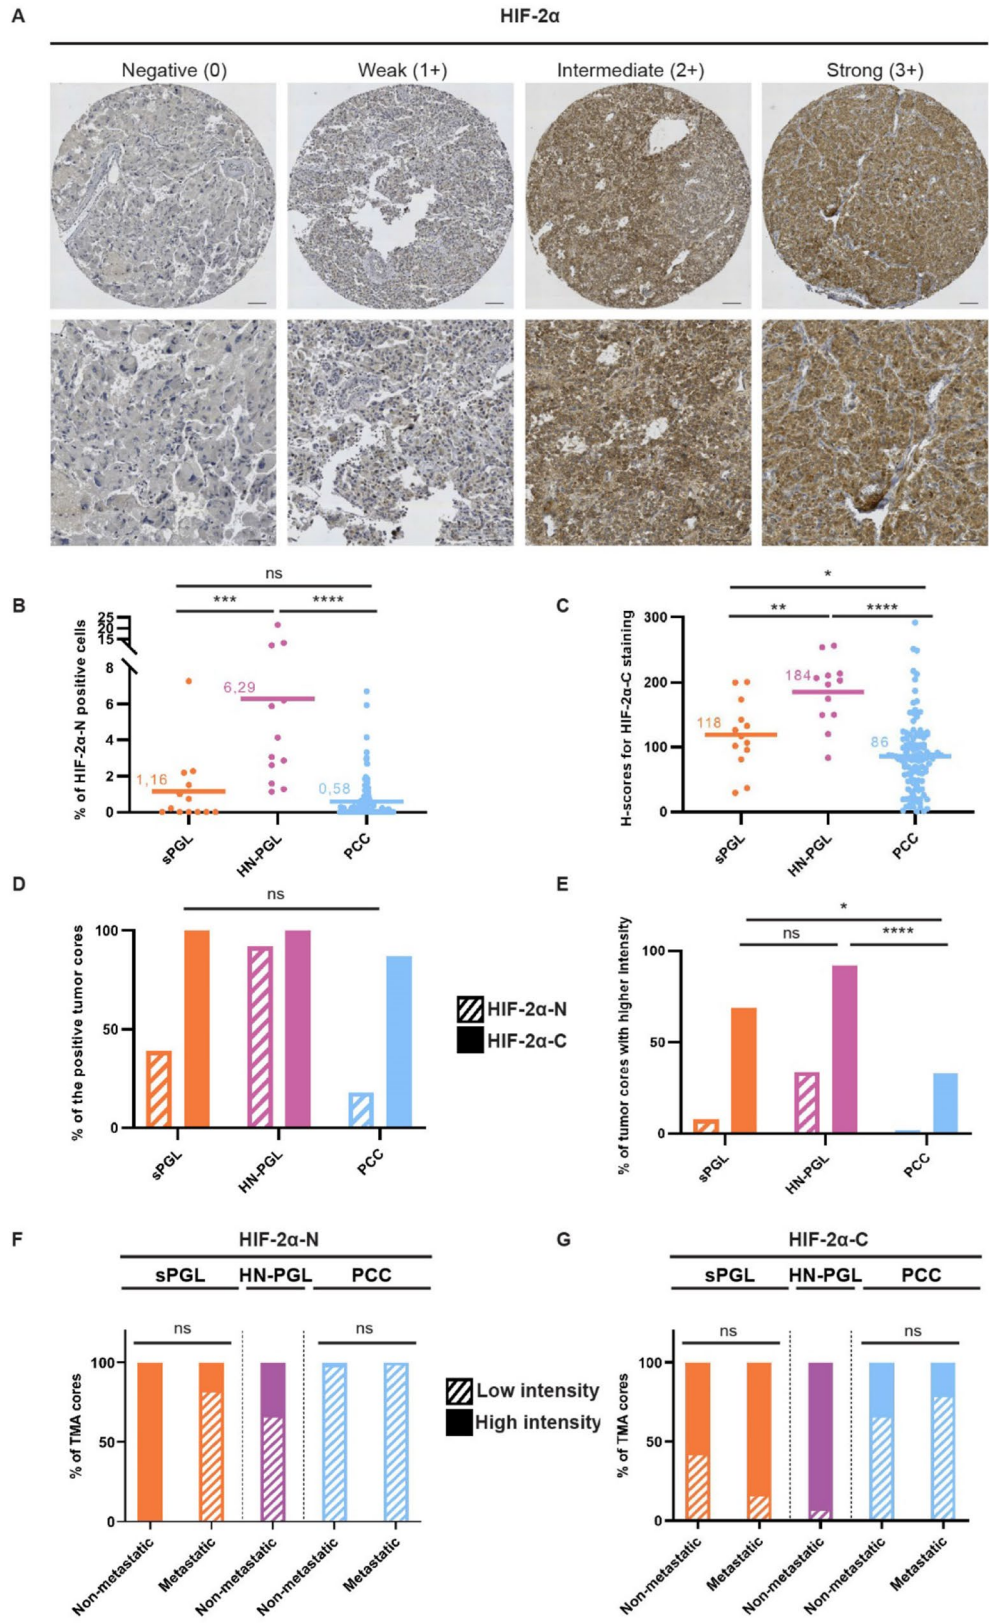 A
HIF-2α
Negative (0) Weak (1+) Intermediate (2+) Strong (3+)
B
ns
*** ****
% of HIF-2α-N positive cells
25
20
15
8
6
4
2
0
1,16
6,29
0,58
sPGL HN-PGL PCC
C
*
** ****
H-scores for HIF-2α-C staining
300
200
100
0
118
184
86
sPGL HN-PGL PCC
D
ns
% of the positive tumor cores
100
50
0
sPGL HN-PGL PCC
HIF-2α-N
HIF-2α-C
E
*
ns ****
% of tumor cores with higher Intensity
100
50
0
sPGL HN-PGL PCC
F
HIF-2α-N
sPGL HN-PGL PCC
ns ns
% of TMA cores
100
50
0
Non-metastatic Metastatic Non-metastatic Non-metastatic Metastatic
Low intensity
High intensity
G
HIF-2α-C
sPGL HN-PGL PCC
ns ns
% of TMA cores
100
50
0
Non-metastatic Metastatic Non-metastatic Non-metastatic Metastatic